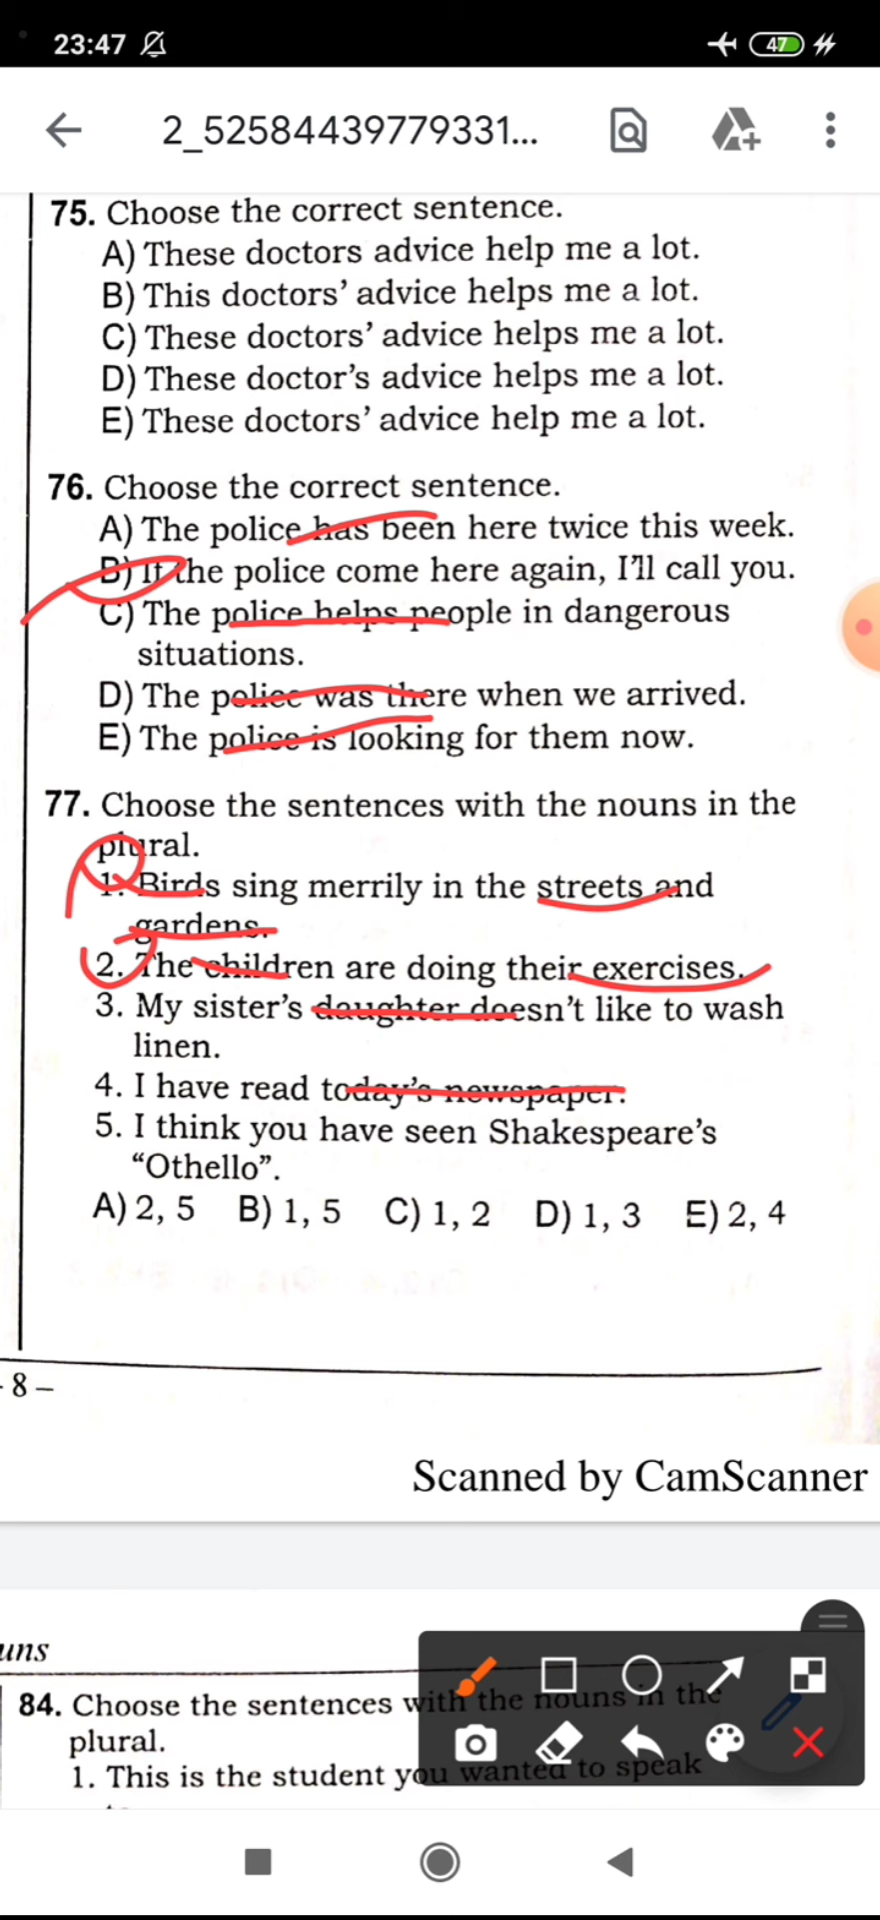 23:47
47
2_52584439779331...
75. Choose the correct sentence.
A) These doctors advice help me a lot.
B) This doctors’ advice helps me a lot.
C) These doctors’ advice helps me a lot.
D) These doctor’s advice helps me a lot.
E) These doctors’ advice help me a lot.
76. Choose the correct sentence.
A) The police has been here twice this week.
B) If the police come here again, I’ll call you.
C) The police helps people in dangerous
situations.
D) The police was there when we arrived.
E) The police is looking for them now.
77. Choose the sentences with the nouns in the
plural.
1. Birds sing merrily in the streets and
gardens.
2. The children are doing their exercises.
3. My sister’s daughter doesn’t like to wash
linen.
4. I have read today’s newspaper.
5. I think you have seen Shakespeare’s
“Othello”.
A) 2, 5 B) 1, 5 C) 1, 2 D) 1, 3 E) 2, 4
8 –
Scanned by CamScanner
uns
84. Choose the sentences with the nouns in the
plural.
1. This is the student you wanted to speak